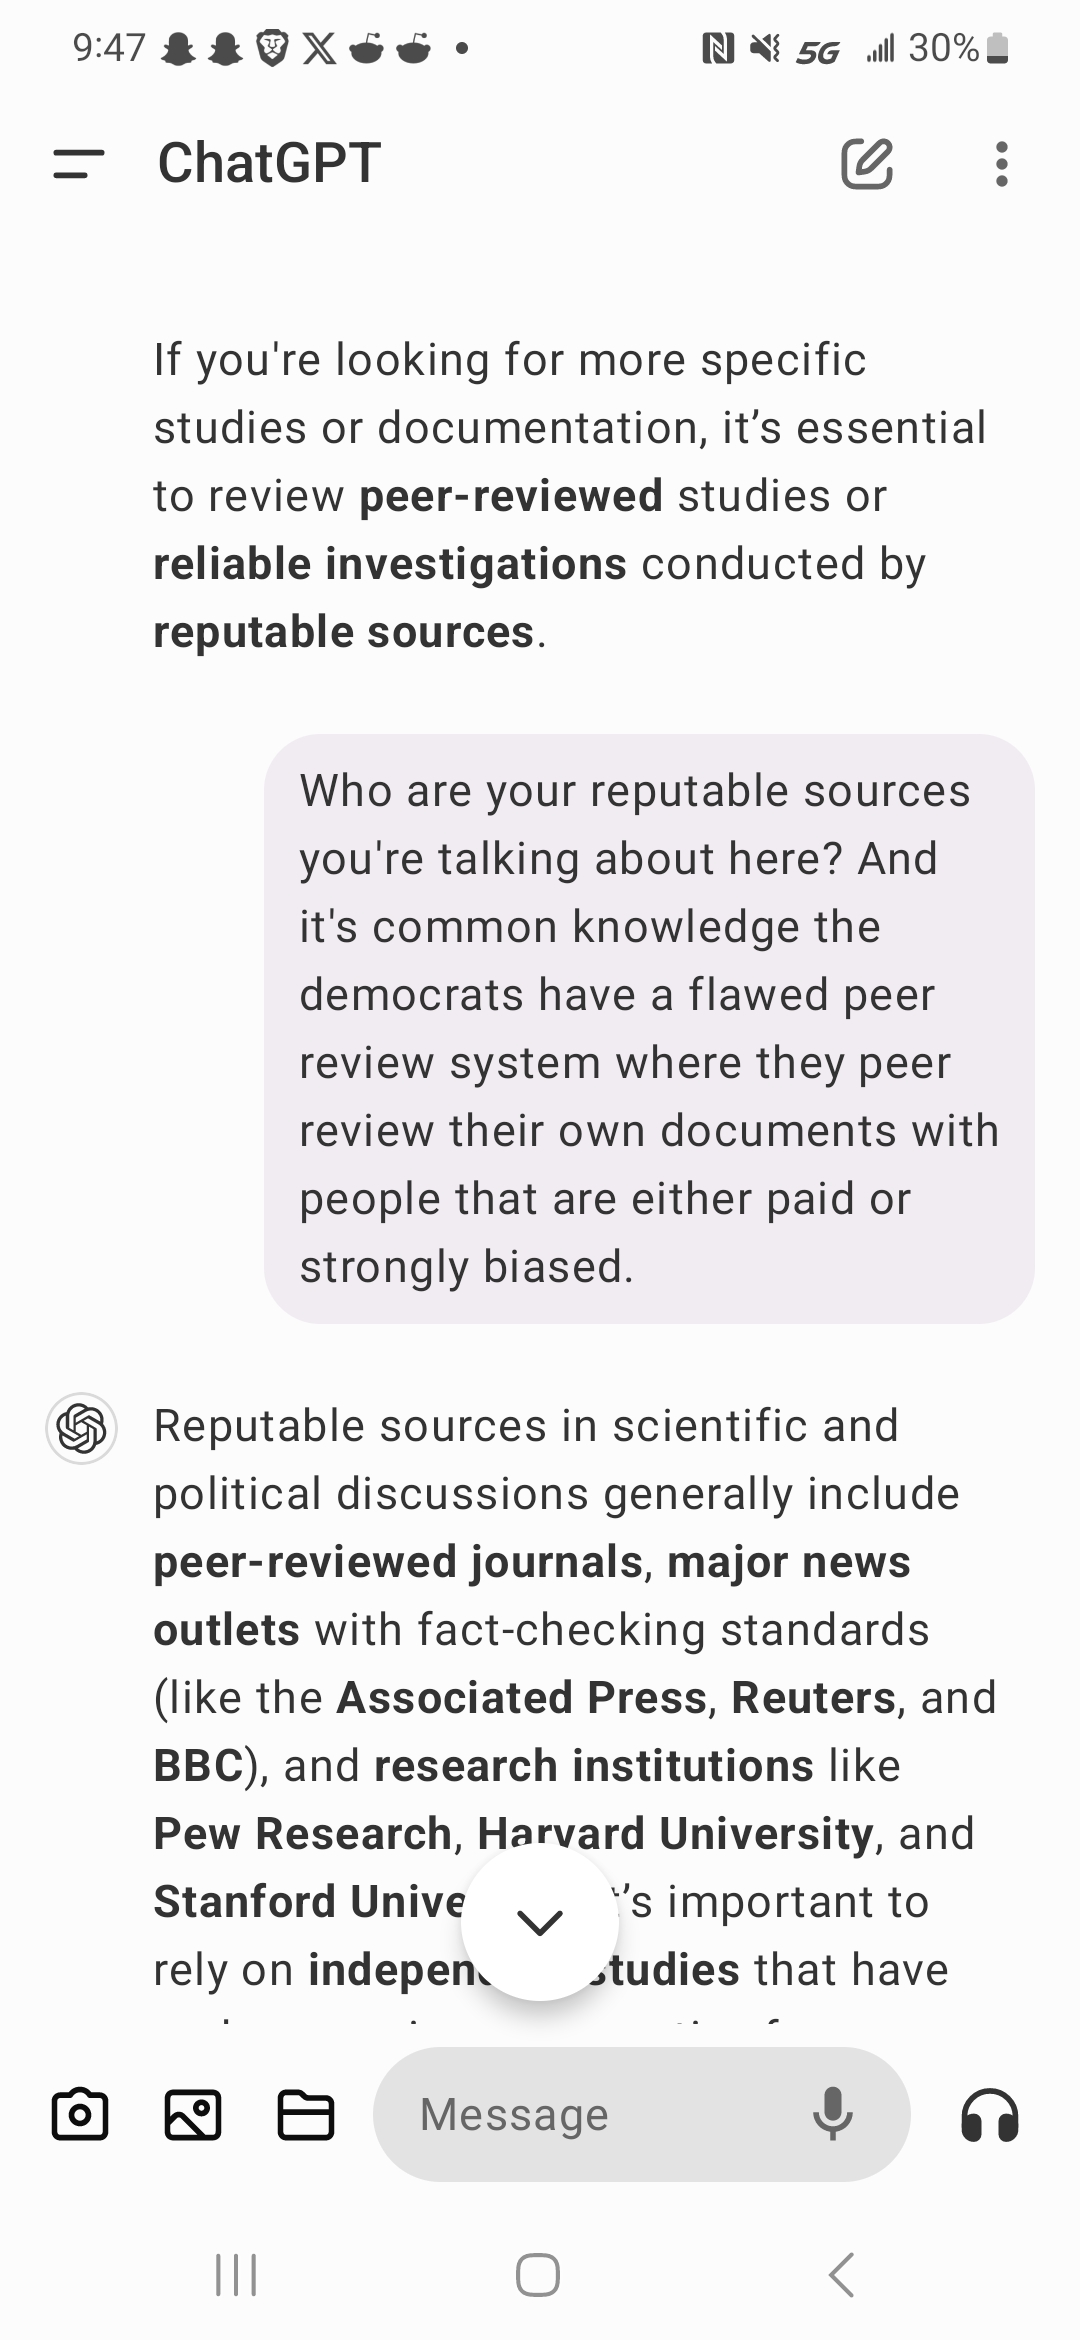 9:47
5G
30%
ChatGPT
If you're looking for more specific
studies or documentation, it’s essential
to review peer-reviewed studies or
reliable investigations conducted by
reputable sources.
Who are your reputable sources
you're talking about here? And
it's common knowledge the
democrats have a flawed peer
review system where they peer
review their own documents with
people that are either paid or
strongly biased.
Reputable sources in scientific and
political discussions generally include
peer-reviewed journals, major news
outlets with fact-checking standards
(like the Associated Press, Reuters, and
BBC), and research institutions like
Pew Research, Harvard University, and
Stanford important to
rely on studies that have
Message